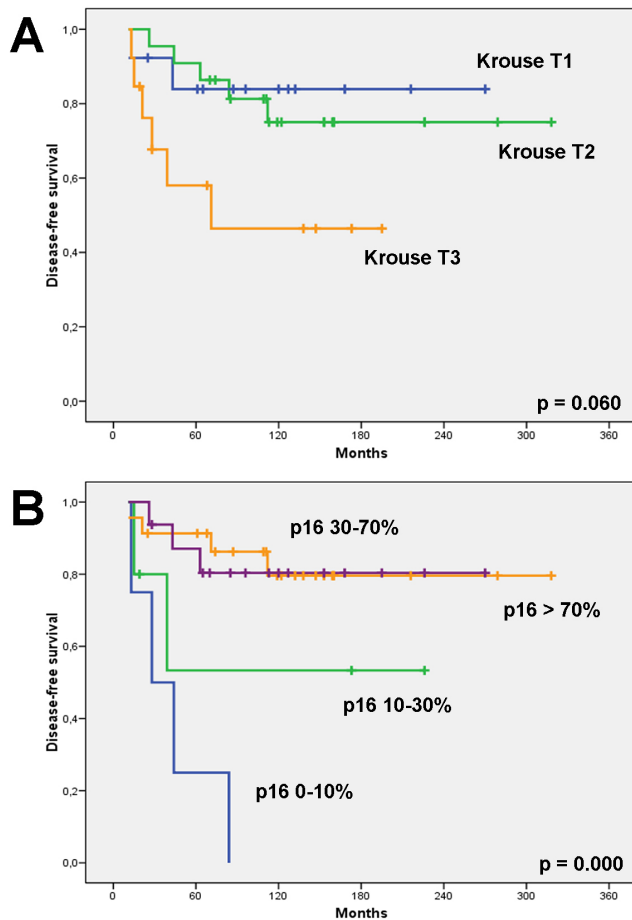 A
1,0
0,8
0,6
0,4
0,2
0,0
Disease-free survival
Krouse T1
Krouse T2
Krouse T3
p = 0.060
0 60 120 180 240 300 360
Months
B
1,0
0,8
0,6
0,4
0,2
0,0
Disease-free survival
p16 30-70%
p16 > 70%
p16 10-30%
p16 0-10%
p = 0.000
0 60 120 180 240 300 360
Months